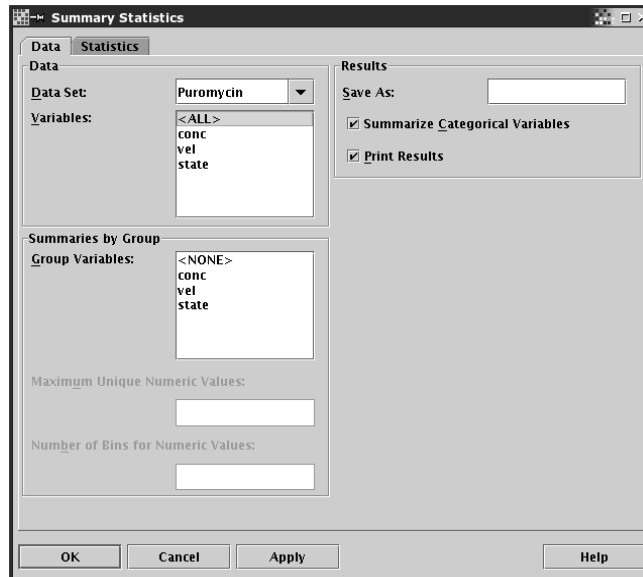 Summary Statistics
Data Statistics
Data
Data Set: Puromycin
Variables: <ALL>
conc
vel
state
Summaries by Group
Group Variables: <NONE>
conc
vel
state
Maximum Unique Numeric Values:
Number of Bins for Numeric Values:
Results
Save As:
Summarize Categorical Variables
Print Results
OK Cancel Apply Help